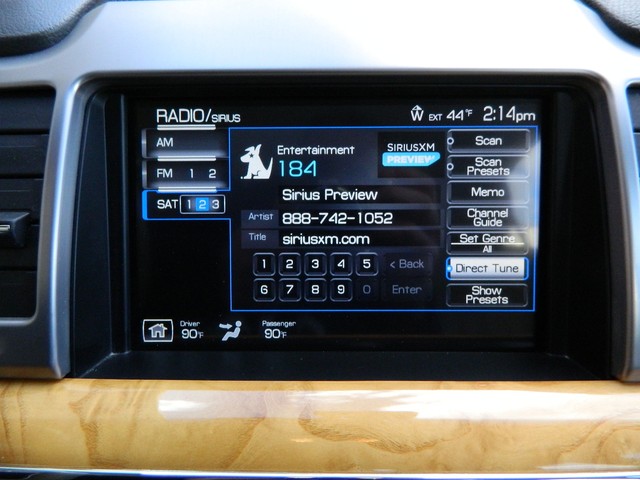 RADIO/SIRIUS
W EXT 44°F 2:14pm
AM
FM 1 2
SAT 1 2 3
Entertainment
184
SIRIUSXM
PREVIEW
Sirius Preview
Artist 888-742-1052
Title siriusxm.com
1 2 3 4 5 < Back
6 7 8 9 0 Enter
Scan
Scan
Presets
Memo
Channel
Guide
Set Genre
All
Direct Tune
Show
Presets
Driver
90°F
Passenger
90°F